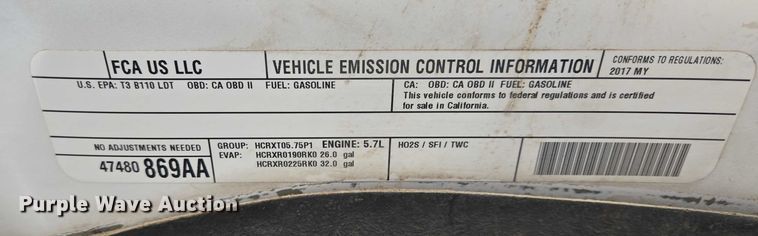 FCA US LLC
VEHICLE EMISSION CONTROL INFORMATION
CONFORMS TO REGULATIONS:
2017 MY
U.S. EPA: T3 B110 LDT OBD: CA OBD II FUEL: GASOLINE
CA: OBD: CA OBD II FUEL: GASOLINE
This vehicle conforms to federal regulations and is certified
for sale in California.
NO ADJUSTMENTS NEEDED
47480 869AA
GROUP: HCRXT05.75P1 ENGINE: 5.7L
EVAP: HCRXR0190RK0 26.0 gal
HCRXR0225RK0 32.0 gal
HO2S / SFI / TWC
Purple Wave Auction